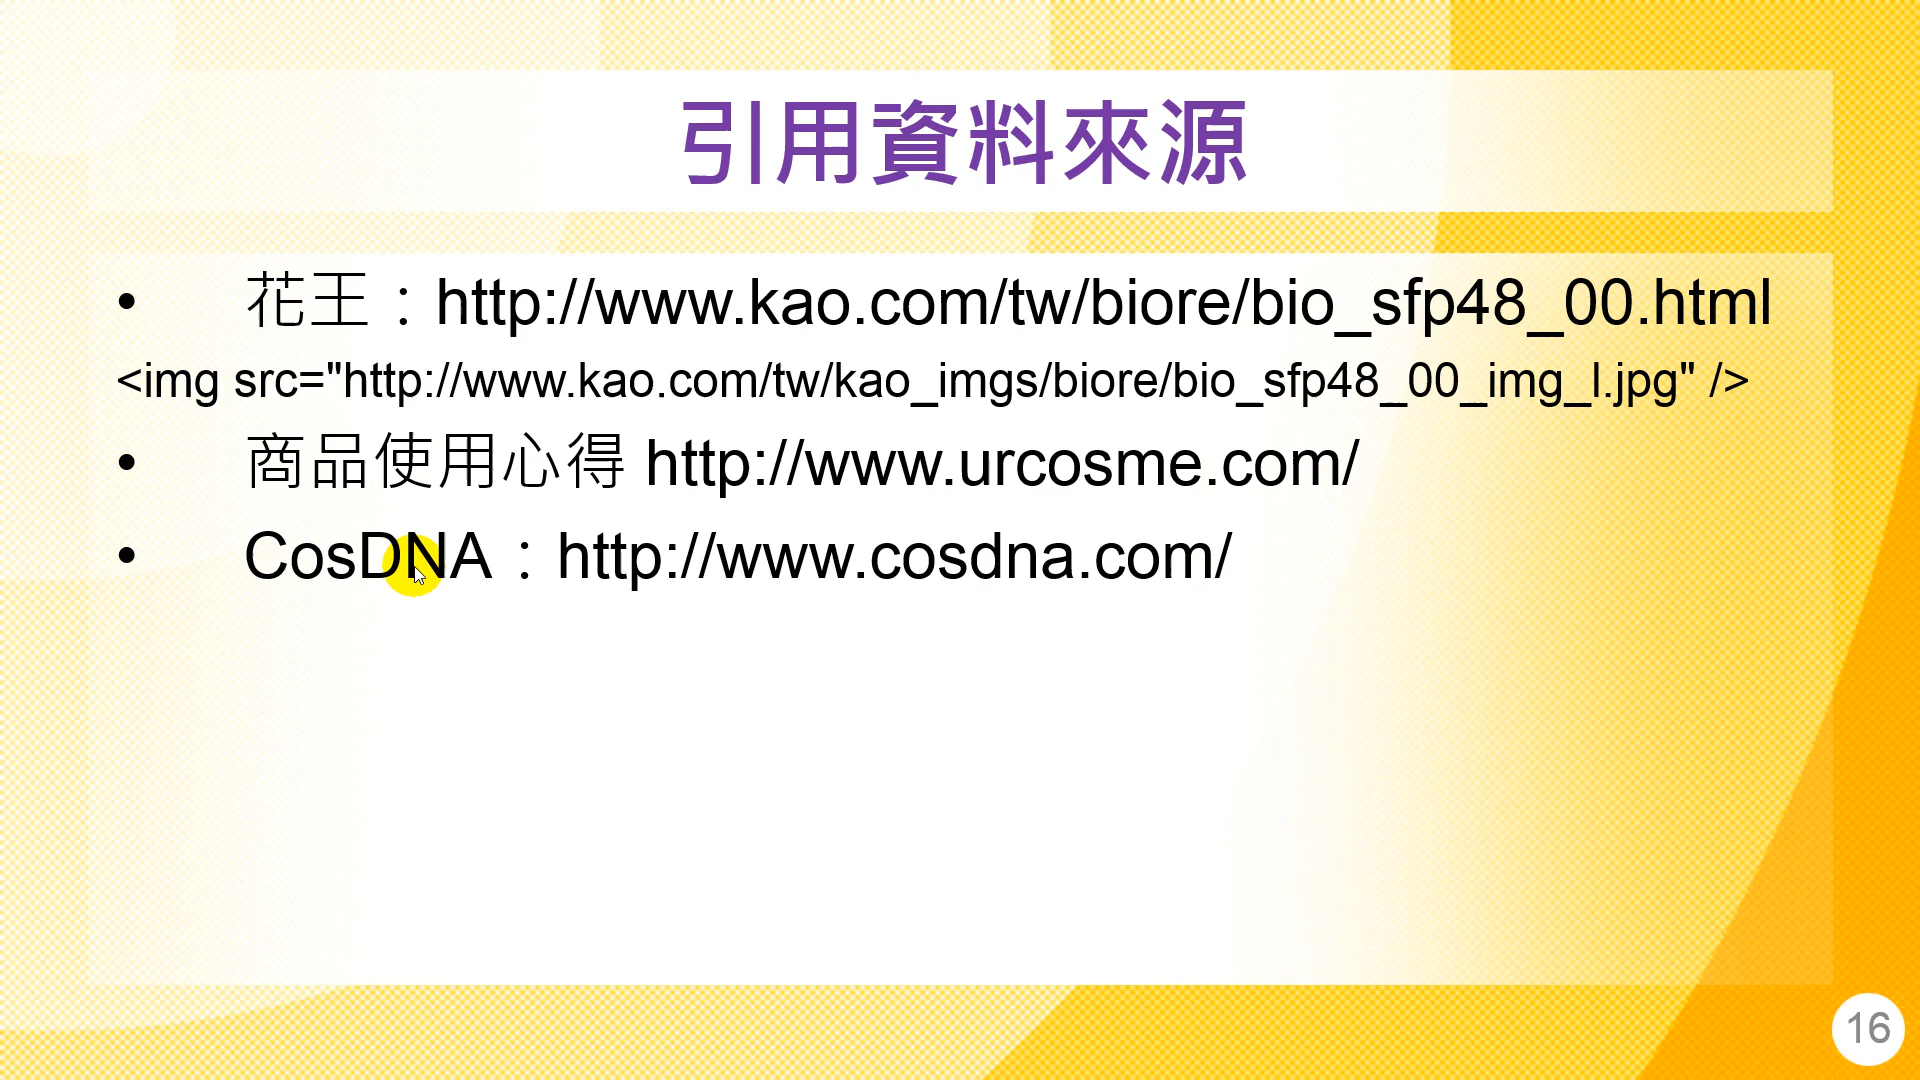 引用資料來源
• 花王：http://www.kao.com/tw/biore/bio_sfp48_00.html
<img src="http://www.kao.com/tw/kao_imgs/biore/bio_sfp48_00_img_l.jpg" />
• 商品使用心得 http://www.urcosme.com/
• CosDNA：http://www.cosdna.com/
16